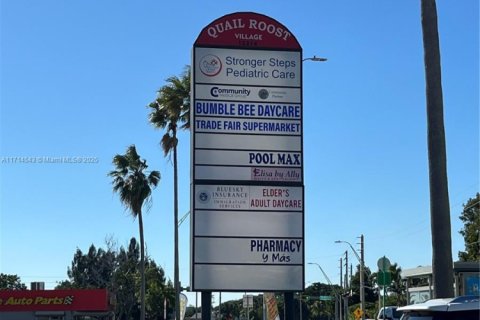 QUAIL ROOST
VILLAGE
Stronger Steps
Pediatric Care
Community
BUMBLE BEE DAYCARE
TRADE FAIR SUPERMARKET
POOL MAX
Elisa by Ally
BLUESKY
INSURANCE
IMMIGRATION
SERVICES
ELDER'S
ADULT DAYCARE
PHARMACY
y Más
Auto Parts